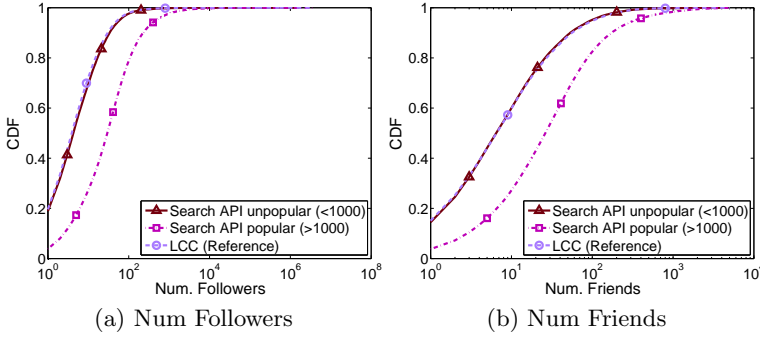 1
0.8
0.6
0.4
0.2
0
CDF
10^0 10^2 10^4 10^6 10^8
Num. Followers
Search API unpopular (<1000)
Search API popular (>1000)
LCC (Reference)
(a) Num Followers
1
0.8
0.6
0.4
0.2
0
CDF
10^0 10^1 10^2 10^3 10^4
Num. Friends
Search API unpopular (<1000)
Search API popular (>1000)
LCC (Reference)
(b) Num Friends